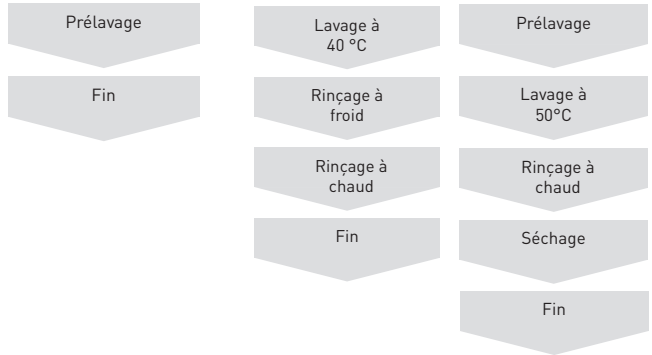 Prélavage
Fin
Lavage à
40 °C
Rinçage à
froid
Rinçage à
chaud
Fin
Prélavage
Lavage à
50°C
Rinçage à
chaud
Séchage
Fin